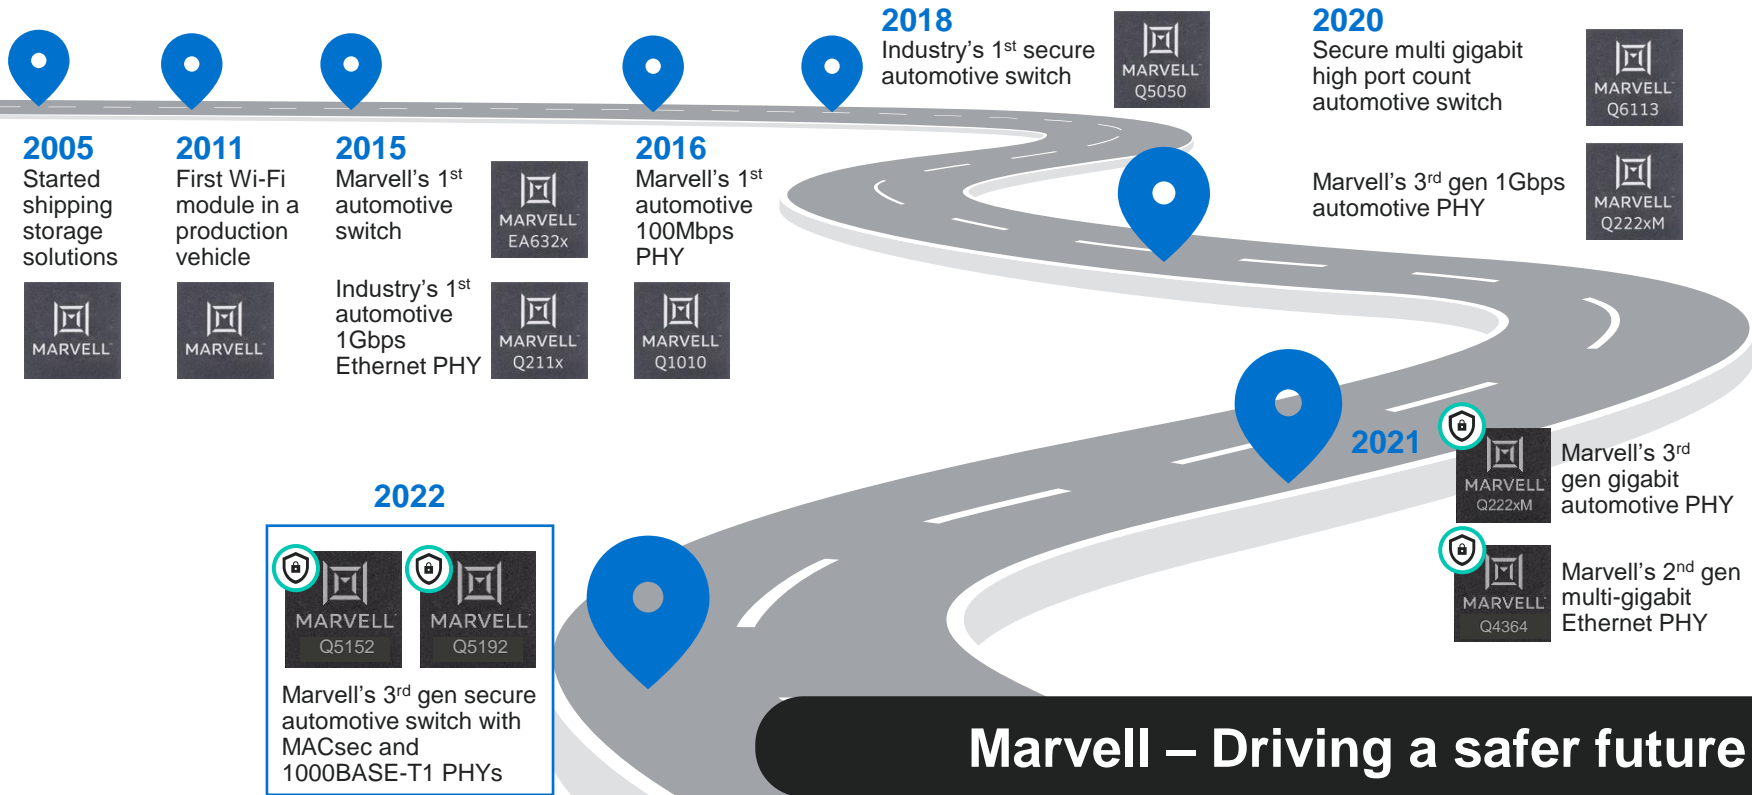 2005
Started
shipping
storage
solutions
MARVELL
2011
First Wi-Fi
module in a
production
vehicle
MARVELL
2015
Marvell's 1st
automotive
switch
MARVELL
EA632x
Industry's 1st
automotive
1Gbps
Ethernet PHY
MARVELL
Q211x
2016
Marvell's 1st
automotive
100Mbps
PHY
MARVELL
Q1010
2018
Industry's 1st secure
automotive switch
MARVELL
Q5050
2020
Secure multi gigabit
high port count
automotive switch
MARVELL
Q6113
Marvell's 3rd gen 1Gbps
automotive PHY
MARVELL
Q222xM
2021
MARVELL
Q222xM
Marvell's 3rd
gen gigabit
automotive PHY
MARVELL
Q4364
Marvell's 2nd gen
multi-gigabit
Ethernet PHY
2022
MARVELL
Q5152
MARVELL
Q5192
Marvell's 3rd gen secure
automotive switch with
MACsec and
1000BASE-T1 PHYs
Marvell – Driving a safer future